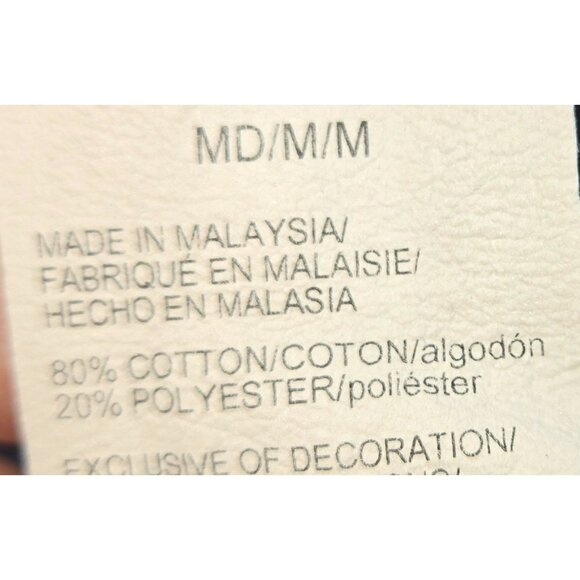 MD/M/M
MADE IN MALAYSIA/
FABRIQUÉ EN MALAISIE/
HECHO EN MALASIA
80% COTTON/COTON/algodón
20% POLYESTER/poliéster
EXCLUSIVE OF DECORATION/